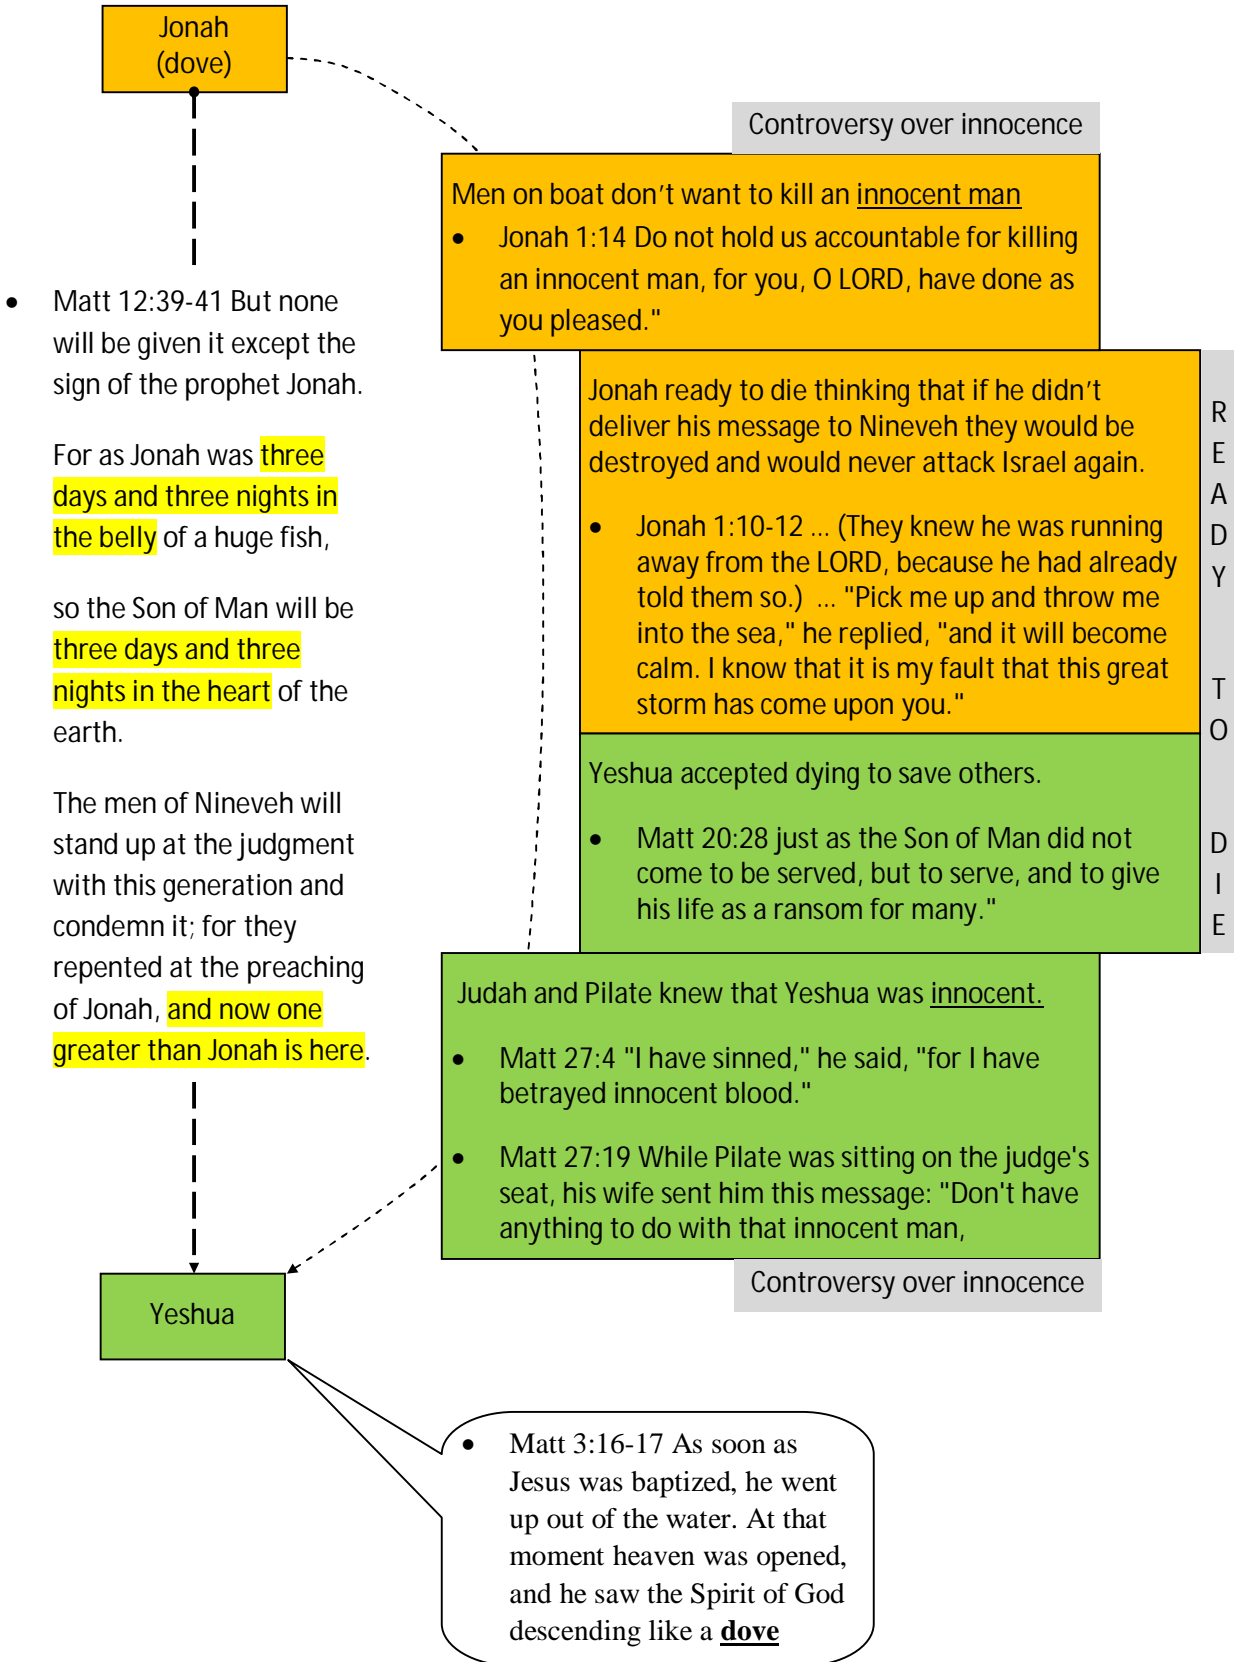 Jonah
(dove)
Controversy over innocence
Men on boat don't want to kill an innocent man
• Jonah 1:14 Do not hold us accountable for killing
an innocent man, for you, O LORD, have done as
you pleased."
• Matt 12:39-41 But none
will be given it except the
sign of the prophet Jonah.
For as Jonah was three
days and three nights in
the belly of a huge fish,
so the Son of Man will be
three days and three
nights in the heart of the
earth.
The men of Nineveh will
stand up at the judgment
with this generation and
condemn it; for they
repented at the preaching
of Jonah, and now one
greater than Jonah is here.
Jonah ready to die thinking that if he didn't
deliver his message to Nineveh they would be
destroyed and would never attack Israel again.
• Jonah 1:10-12 ... (They knew he was running
away from the LORD, because he had already
told them so.) ... "Pick me up and throw me
into the sea," he replied, "and it will become
calm. I know that it is my fault that this great
storm has come upon you."
READY TO DIE
Yeshua accepted dying to save others.
• Matt 20:28 just as the Son of Man did not
come to be served, but to serve, and to give
his life as a ransom for many."
Judah and Pilate knew that Yeshua was innocent.
• Matt 27:4 "I have sinned," he said, "for I have
betrayed innocent blood."
• Matt 27:19 While Pilate was sitting on the judge's
seat, his wife sent him this message: "Don't have
anything to do with that innocent man,
Controversy over innocence
Yeshua
• Matt 3:16-17 As soon as
Jesus was baptized, he went
up out of the water. At that
moment heaven was opened,
and he saw the Spirit of God
descending like a dove